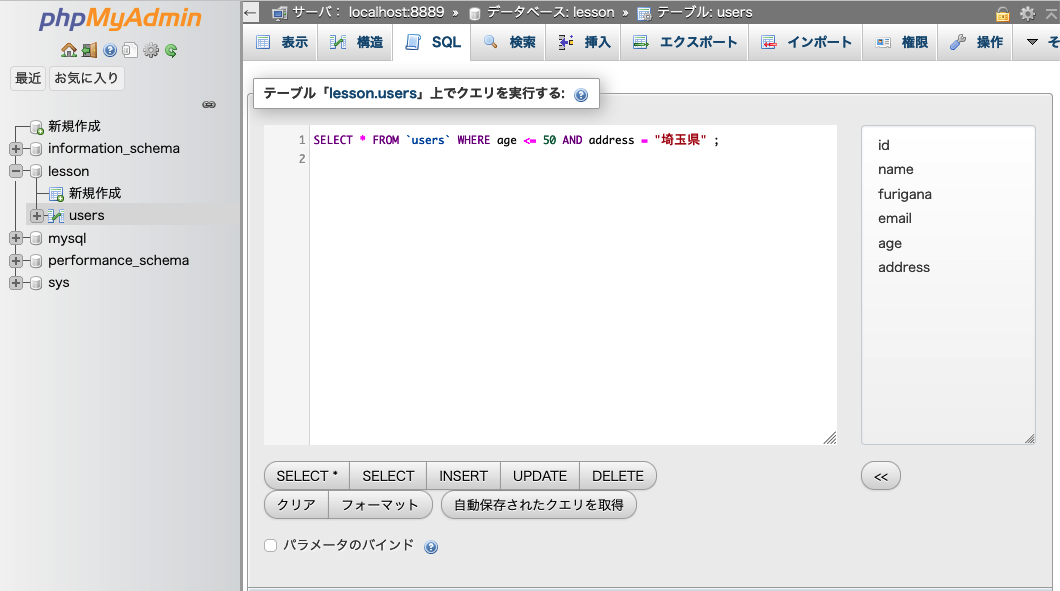 phpMyAdmin
最近 お気に入り
新規作成
information_schema
lesson
新規作成
users
mysql
performance_schema
sys
サーバ： localhost:8889 » データベース: lesson » テーブル: users
表示 構造 SQL 検索 挿入 エクスポート インポート 権限 操作 そ
テーブル「lesson.users」上でクエリを実行する:
1 SELECT * FROM `users` WHERE age <= 50 AND address = "埼玉県" ;
2
id
name
furigana
email
age
address
SELECT * SELECT INSERT UPDATE DELETE <<
クリア フォーマット 自動保存されたクエリを取得
パラメータのバインド